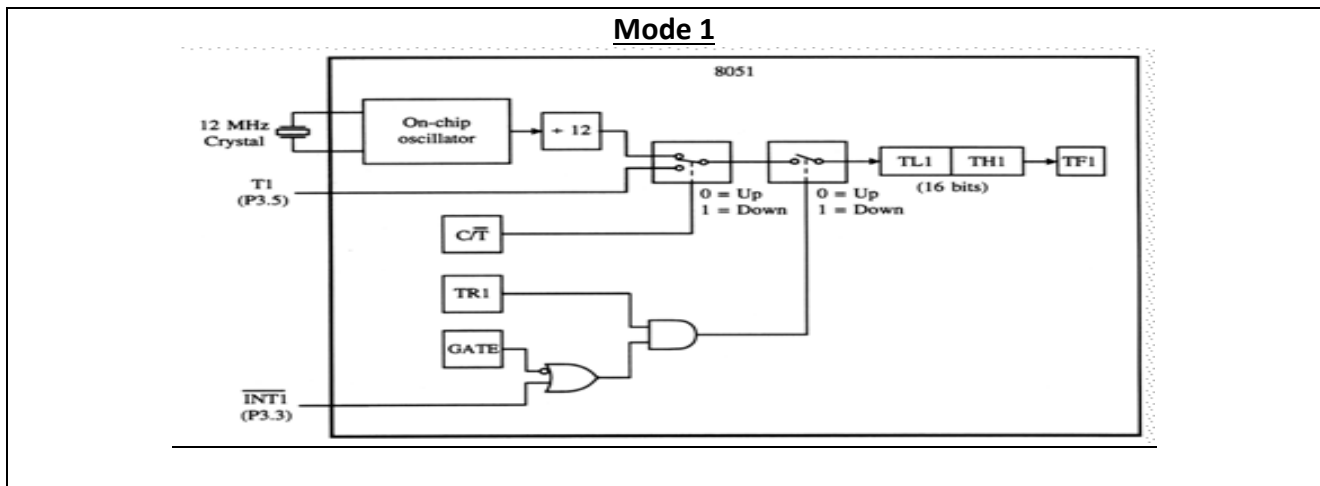 Mode 1
8051
12 MHz
Crystal
On-chip
oscillator
+ 12
T1
(P3.5)
0 = Up
1 = Down
0 = Up
1 = Down
TL1
TH1
TF1
(16 bits)
C/T̅
TR1
GATE
I̅N̅T̅1̅
(P3.3)